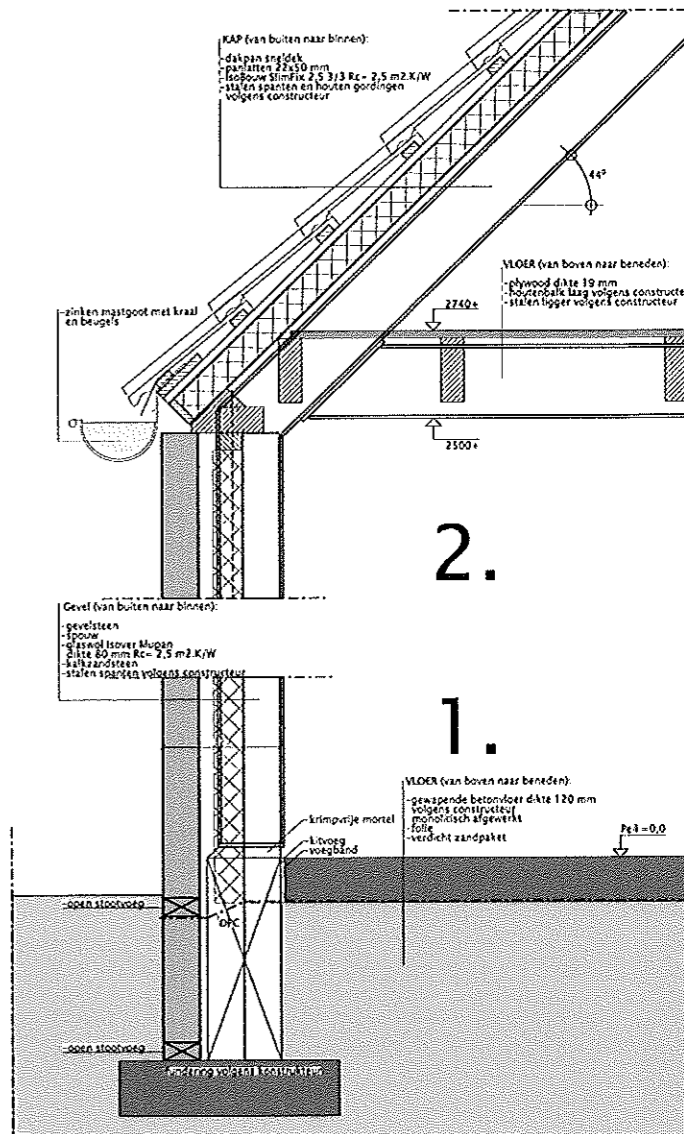 KAP (van buiten naar binnen):
-dakpan sneldek
-panlatten 22x50 mm
-IsoBouw SlimFix 2,5 3/3 Rc= 2,5 m2.K/W
-stalen spanten en houten gordingen
volgens constructeur
44°
VLOER (van boven naar beneden):
-plywood dikte 19 mm
-houtenbalk laag volgens constructe
-stalen ligger volgens constructeur
-zinken mastgoot met kraal
en beugels
2740+
2500+
2.
Gevel (van buiten naar binnen):
-gevelsteen
-spouw
-glaswol Isover Mupan
dikte 80 mm Rc= 2,5 m2.K/W
-kalkzandsteen
-stalen spanten volgens constructeur
1.
VLOER (van boven naar beneden):
-gewapende betonvloer dikte 120 mm
volgens constructeur
monolitisch afgewerkt
-folie
-verdicht zandpaket
krimpvrije mortel
kitvoeg
voegband
Peil=0,0
open stootvoeg
DPC
open stootvoeg
fundering volgens konstrukteur